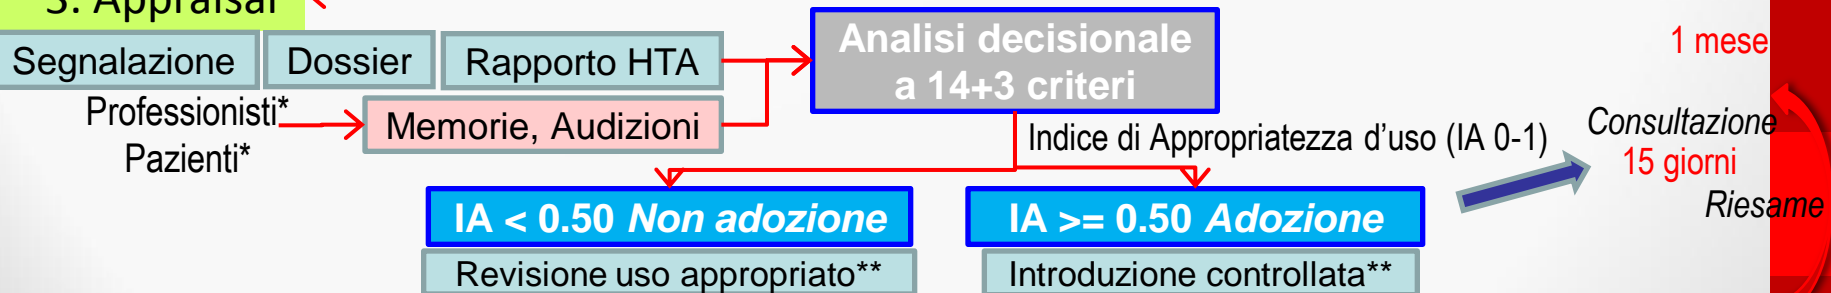 3. Appraisal
Segnalazione
Dossier
Rapporto HTA
Professionisti*
Pazienti*
Memorie, Audizioni
Analisi decisionale
a 14+3 criteri
Indice di Appropriatezza d'uso (IA 0-1)
IA < 0.50 Non adozione
Revisione uso appropriato**
IA >= 0.50 Adozione
Introduzione controllata**
1 mese
Consultazione
15 giorni
Riesame